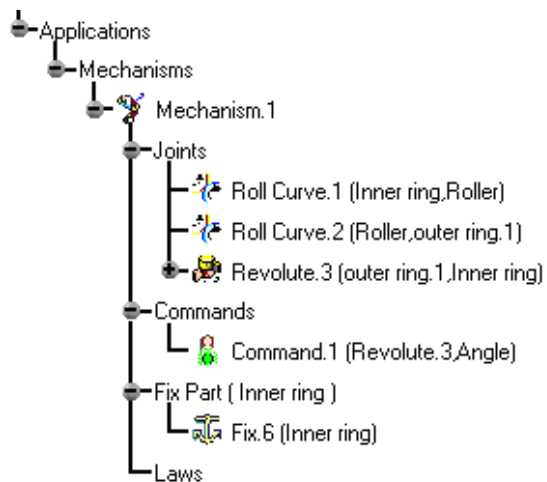 Applications
Mechanisms
Mechanism.1
Joints
Roll Curve.1 (Inner ring,Roller)
Roll Curve.2 (Roller,outer ring.1)
Revolute.3 (outer ring.1,Inner ring)
Commands
Command.1 (Revolute.3,Angle)
Fix Part ( Inner ring )
Fix.6 (Inner ring)
Laws